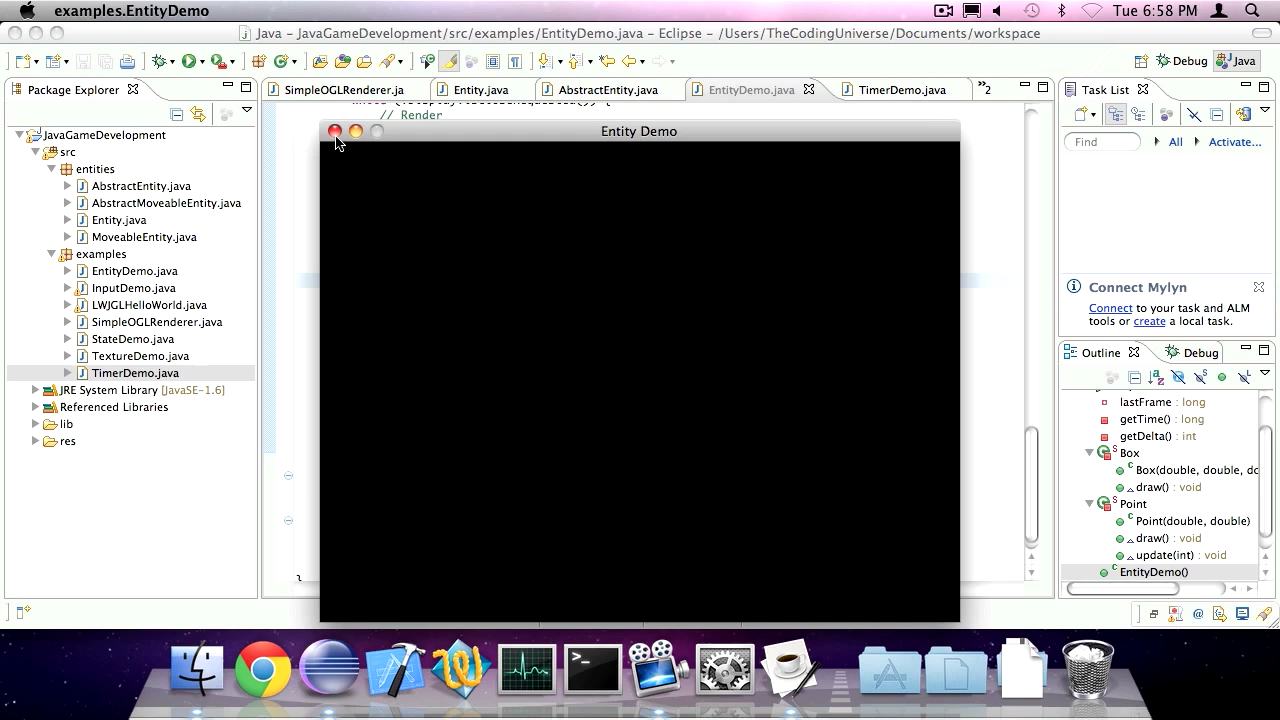 examples.EntityDemo
Tue 6:58 PM
Java – JavaGameDevelopment/src/examples/EntityDemo.java – Eclipse – /Users/TheCodingUniverse/Documents/workspace
Debug
Java
Package Explorer
SimpleOGLRenderer.ja
Entity.java
AbstractEntity.java
EntityDemo.java
TimerDemo.java
»2
Task List
// Render
Entity Demo
Find
All
Activate...
JavaGameDevelopment
src
entities
AbstractEntity.java
AbstractMoveableEntity.java
Entity.java
MoveableEntity.java
examples
EntityDemo.java
InputDemo.java
LWJGLHelloWorld.java
SimpleOGLRenderer.java
StateDemo.java
TextureDemo.java
TimerDemo.java
JRE System Library [JavaSE-1.6]
Referenced Libraries
lib
res
Connect Mylyn
Connect to your task and ALM
tools or create a local task.
Outline
Debug
lastFrame : long
getTime() : long
getDelta() : int
Box
Box(double, double, do
draw() : void
Point
Point(double, double)
draw() : void
update(int) : void
EntityDemo()
}